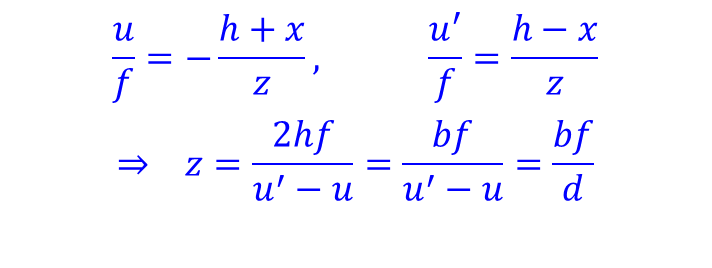 u/f = −(h + x)/z , u′/f = (h − x)/z
⇒ z = 2hf/(u′ − u) = bf/(u′ − u) = bf/d